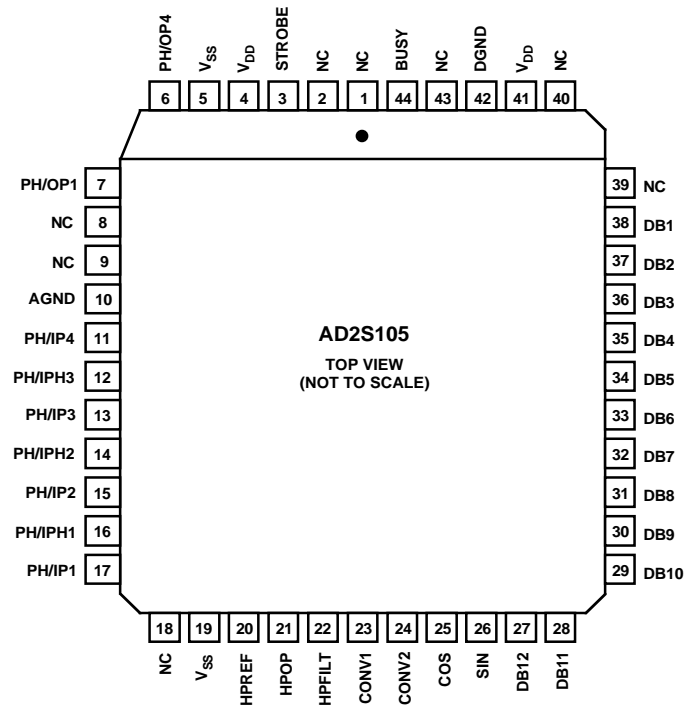 PH/OP4
VSS
VDD
STROBE
NC
NC
BUSY
NC
DGND
VDD
NC
6
5
4
3
2
1
44
43
42
41
40
PH/OP1 7
NC 8
NC 9
AGND 10
PH/IP4 11
PH/IPH3 12
PH/IP3 13
PH/IPH2 14
PH/IP2 15
PH/IPH1 16
PH/IP1 17
AD2S105
TOP VIEW
(NOT TO SCALE)
39 NC
38 DB1
37 DB2
36 DB3
35 DB4
34 DB5
33 DB6
32 DB7
31 DB8
30 DB9
29 DB10
18
19
20
21
22
23
24
25
26
27
28
NC
VSS
HPREF
HPOP
HPFILT
CONV1
CONV2
COS
SIN
DB12
DB11